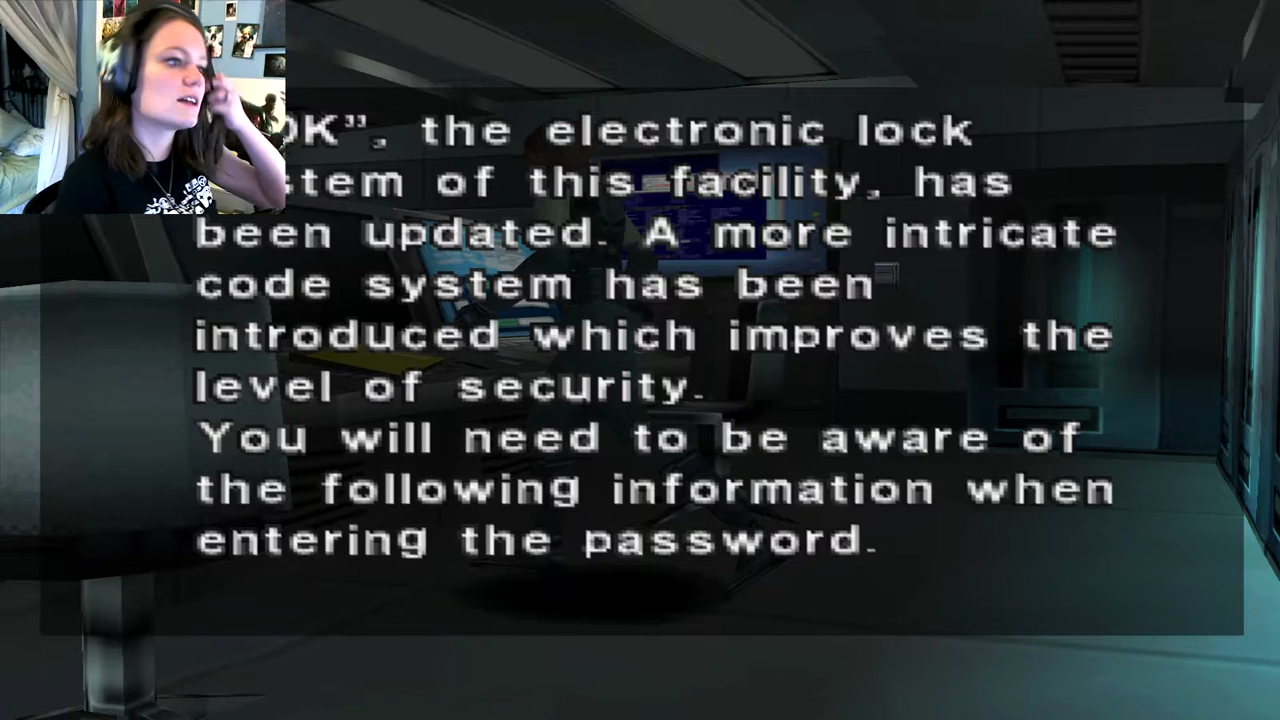 OK", the electronic lock
of this facility, has
been updated. A more intricate
code system has been
introduced which improves the
level of security.
You will need to be aware of
the following information when
entering the password.